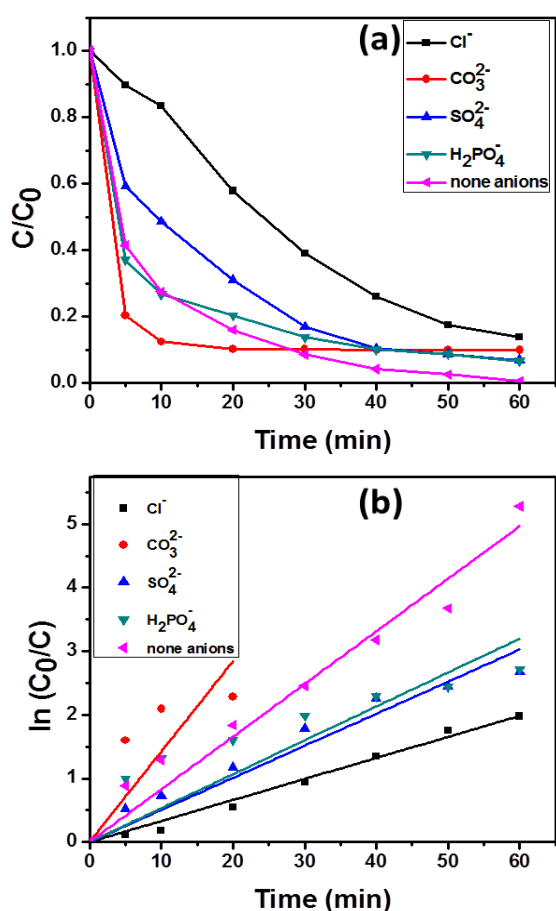 (a)
Cl⁻
CO₃²⁻
SO₄²⁻
H₂PO₄⁻
none anions
C/C₀
1.0
0.8
0.6
0.4
0.2
0.0
0 10 20 30 40 50 60
Time (min)
(b)
Cl⁻
CO₃²⁻
SO₄²⁻
H₂PO₄⁻
none anions
ln (C₀/C)
5
4
3
2
1
0
0 10 20 30 40 50 60
Time (min)